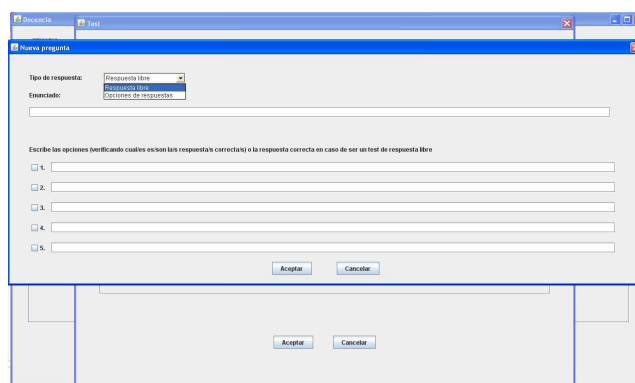 Docencia
Test
Nueva pregunta
Tipo de respuesta:
Respuesta libre
Respuesta libre
Opciones de respuestas
Enunciado:
Escribe las opciones (verificando cual/es es/son la/s respuesta/s correcta/s) o la respuesta correcta en caso de ser un test de respuesta libre
1.
2.
3.
4.
5.
Aceptar Cancelar
Aceptar Cancelar